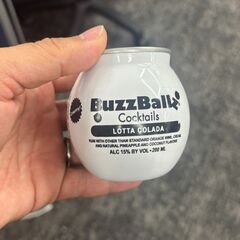 BuzzBallz
Cocktails
LOTTA COLADA
RUM WITH OTHER THAN STANDARD ORANGE WINE, CREAM
AND NATURAL PINEAPPLE AND COCONUT FLAVORS
ALC 15% BY VOL • 200 ML